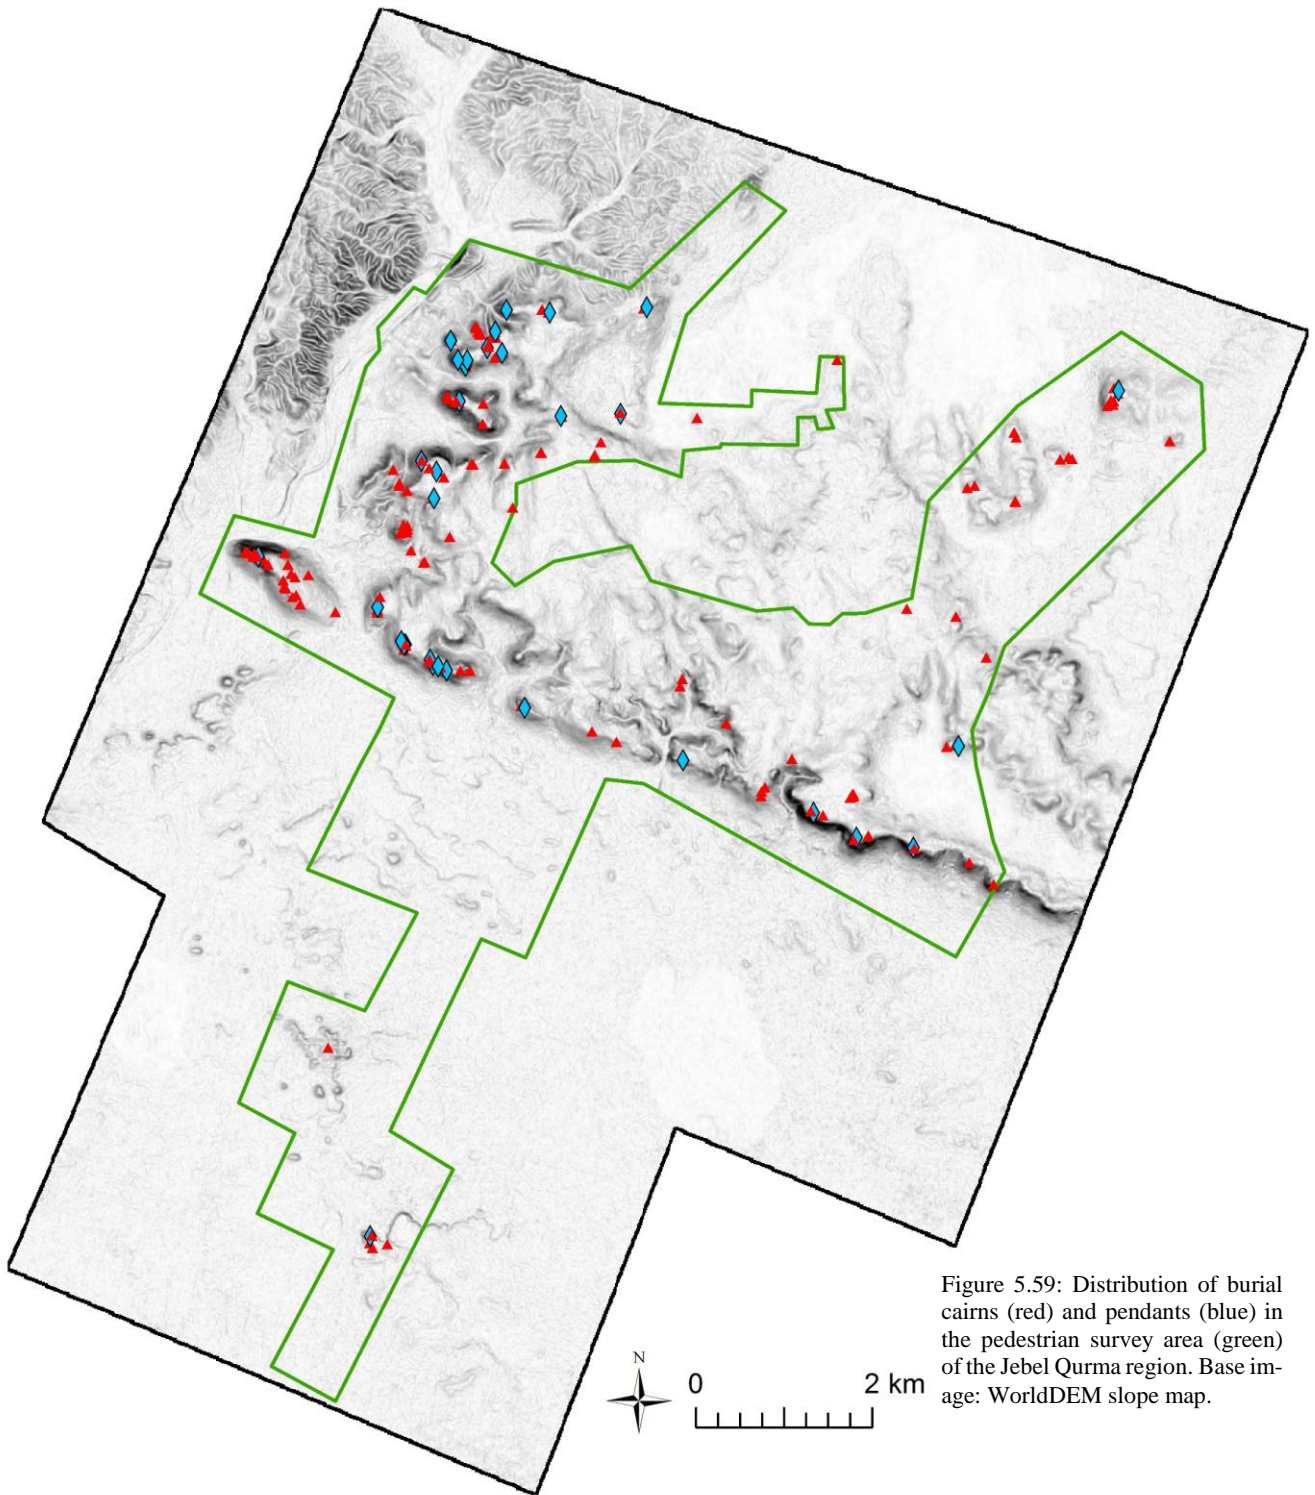 Figure 5.59: Distribution of burial
cairns (red) and pendants (blue) in
the pedestrian survey area (green)
of the Jebel Qurma region. Base im-
age: WorldDEM slope map.
N
0 2 km